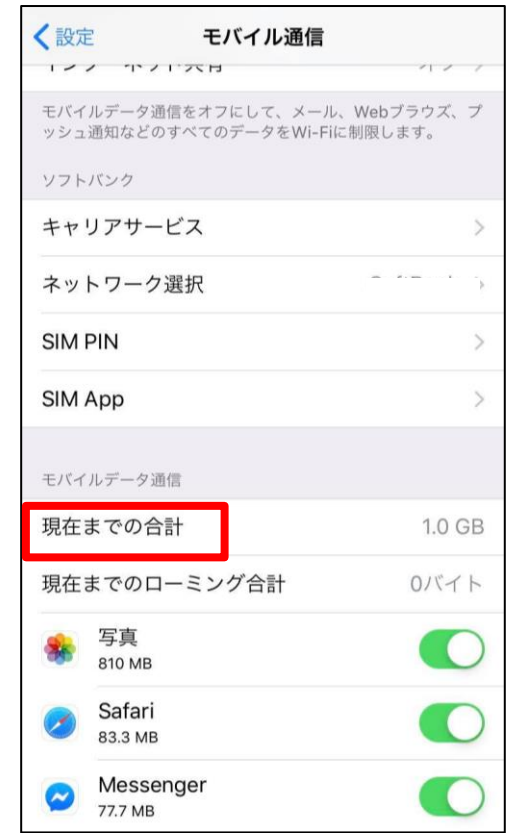 設定
モバイル通信
モバイルデータ通信をオフにして、メール、Webブラウズ、プ
ッシュ通知などのすべてのデータをWi-Fiに制限します。
ソフトバンク
キャリアサービス
ネットワーク選択
SIM PIN
SIM App
モバイルデータ通信
現在までの合計 1.0 GB
現在までのローミング合計 0バイト
写真
810 MB
Safari
83.3 MB
Messenger
77.7 MB